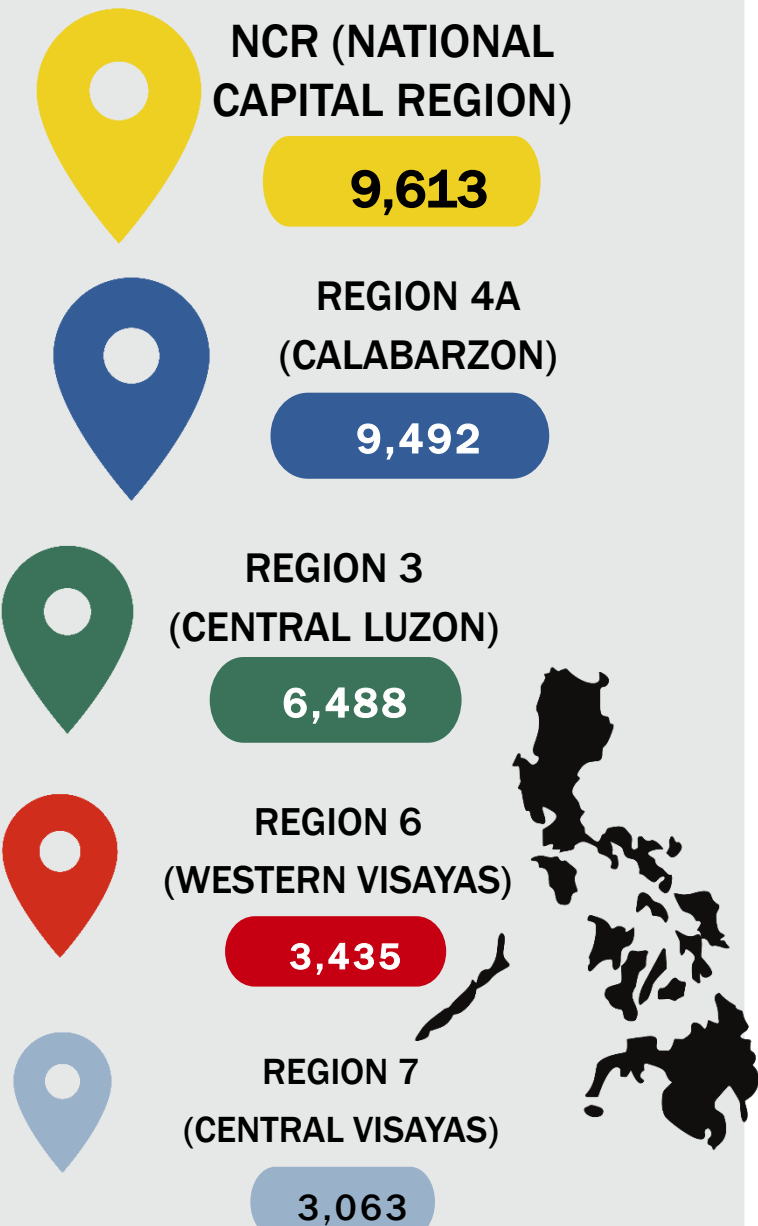 NCR (NATIONAL
CAPITAL REGION)
9,613
REGION 4A
(CALABARZON)
9,492
REGION 3
(CENTRAL LUZON)
6,488
REGION 6
(WESTERN VISAYAS)
3,435
REGION 7
(CENTRAL VISAYAS)
3,063